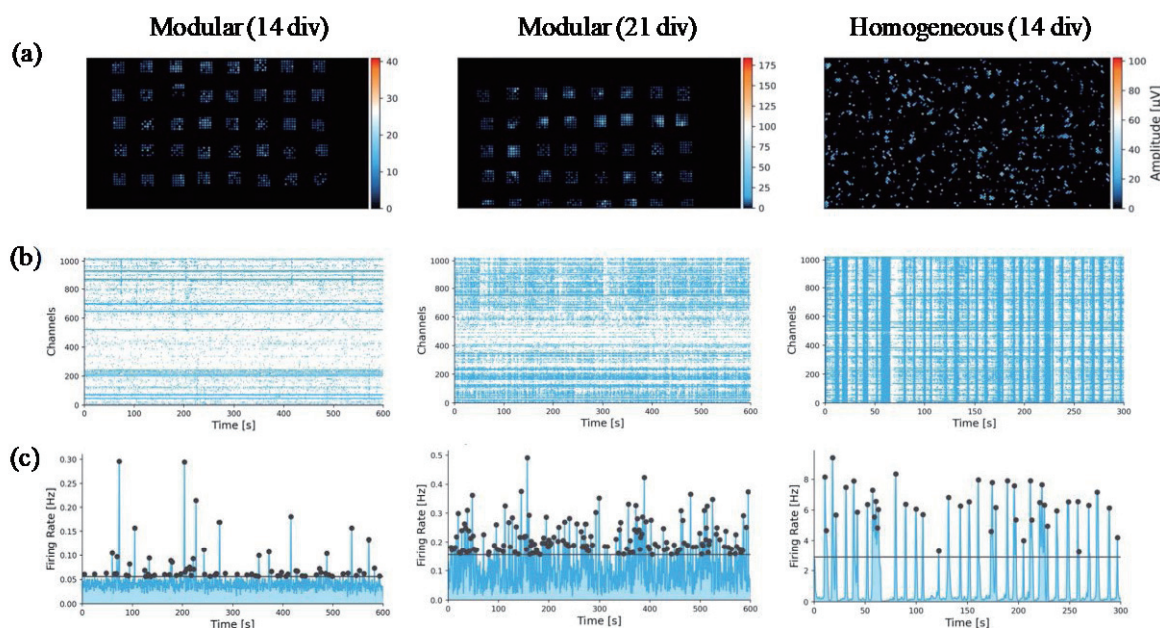 Modular (14 div) Modular (21 div) Homogeneous (14 div)
(a)
40
30
20
10
0
175
150
125
100
75
50
25
0
100
80
60
40
20
0
Amplitude [µV]
(b)
1000
800
600
400
200
0
Channels
0 100 200 300 400 500 600
Time [s]
1000
800
600
400
200
0
Channels
0 100 200 300 400 500 600
Time [s]
1000
800
600
400
200
0
Channels
0 50 100 150 200 250 300
Time [s]
(c)
0.30
0.25
0.20
0.15
0.10
0.05
0.00
Firing Rate [Hz]
0 100 200 300 400 500 600
Time [s]
0.5
0.4
0.3
0.2
0.1
0.0
Firing Rate [Hz]
0 100 200 300 400 500 600
Time [s]
8
6
4
2
0
Firing Rate [Hz]
0 50 100 150 200 250 300
Time [s]